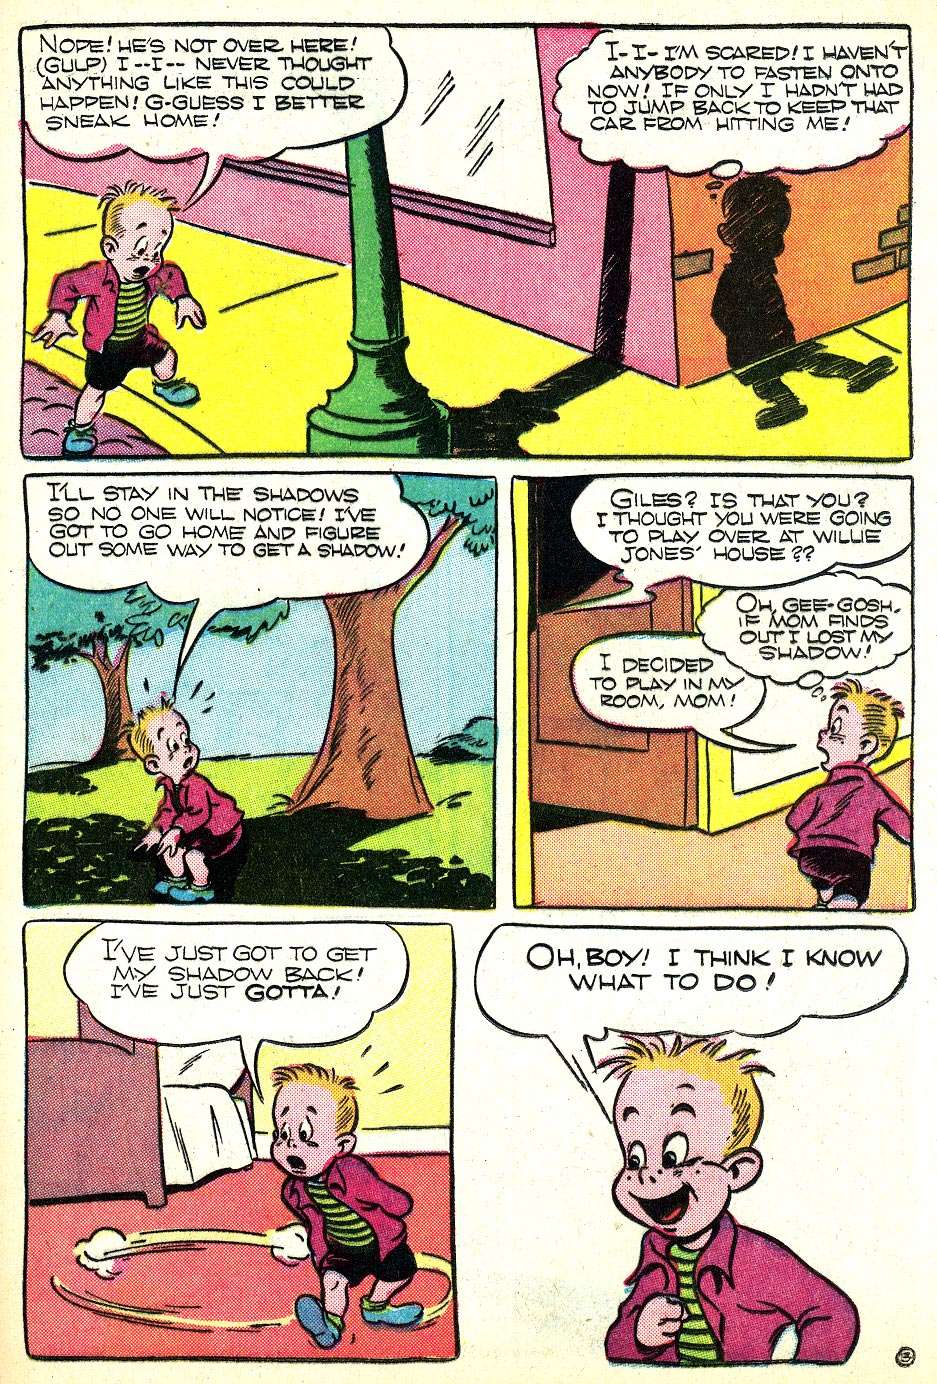 NOPE! HE'S NOT OVER HERE!
(GULP) I--I-- NEVER THOUGHT
ANYTHING LIKE THIS COULD
HAPPEN! G-GUESS I BETTER
SNEAK HOME!
I-I-I'M SCARED! I HAVEN'T
ANYBODY TO FASTEN ONTO
NOW! IF ONLY I HADN'T HAD
TO JUMP BACK TO KEEP THAT
CAR FROM HITTING ME!
I'LL STAY IN THE SHADOWS
SO NO ONE WILL NOTICE! I'VE
GOT TO GO HOME AND FIGURE
OUT SOME WAY TO GET A SHADOW!
GILES? IS THAT YOU?
I THOUGHT YOU WERE GOING
TO PLAY OVER AT WILLIE
JONES' HOUSE??
OH, GEE-GOSH,
IF MOM FINDS
OUT I LOST MY
SHADOW!
I DECIDED
TO PLAY IN MY
ROOM, MOM!
I'VE JUST GOT TO GET
MY SHADOW BACK!
I'VE JUST GOTTA!
OH, BOY! I THINK I KNOW
WHAT TO DO!
3